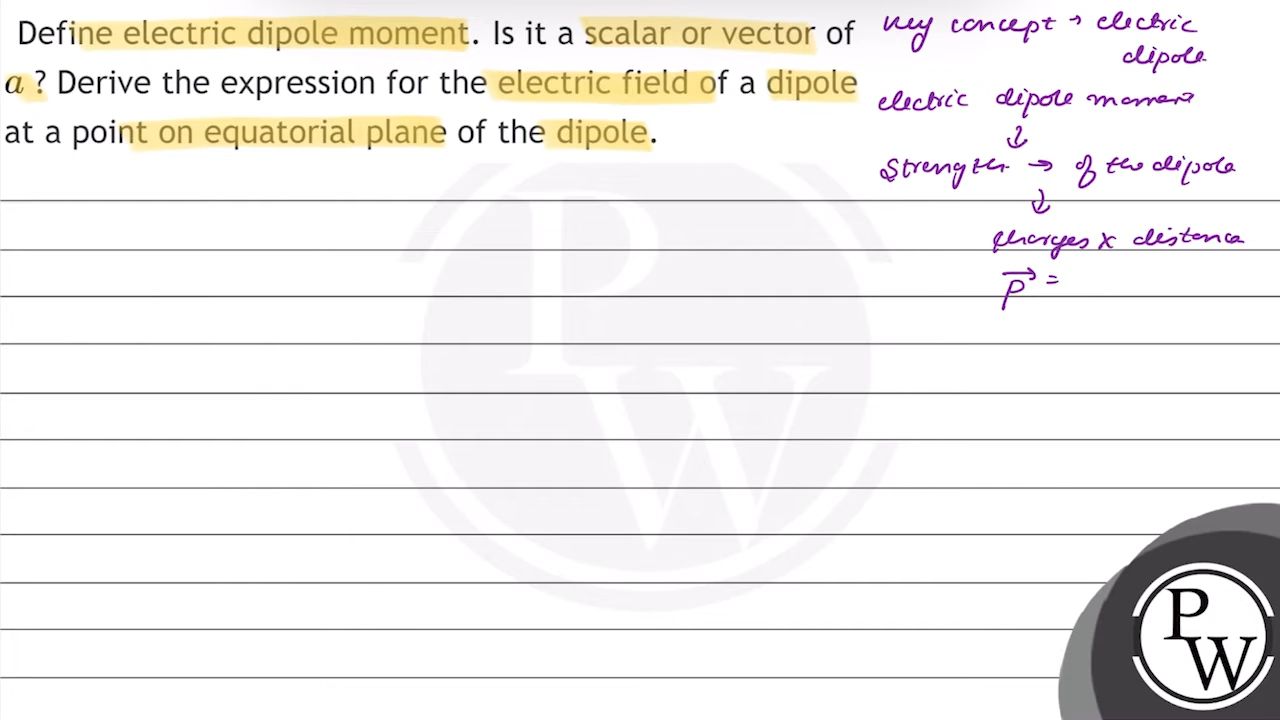 Define electric dipole moment. Is it a scalar or vector of
a ? Derive the expression for the electric field of a dipole
at a point on equatorial plane of the dipole.
key concept → electric
dipole
electric dipole moment
↓
Strength → of the dipole
↓
charges x distance
P⃗ =
P
W
P
W